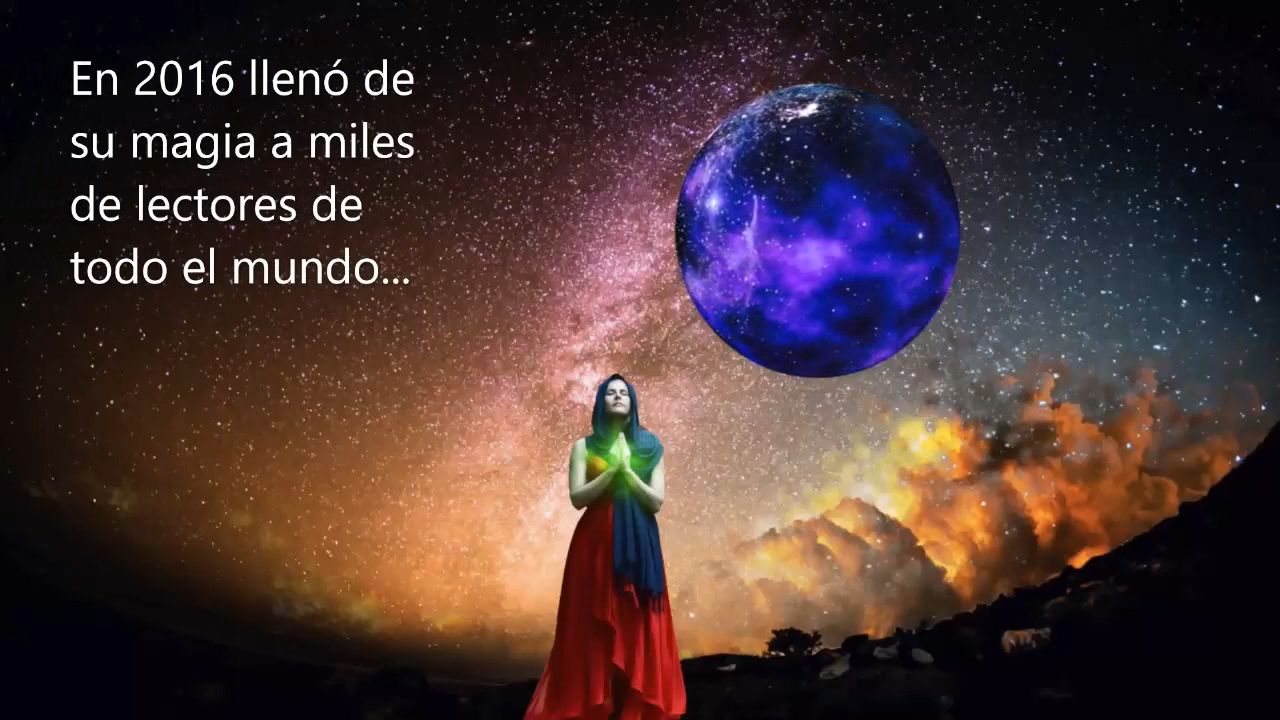 En 2016 llenó de
su magia a miles
de lectores de
todo el mundo...